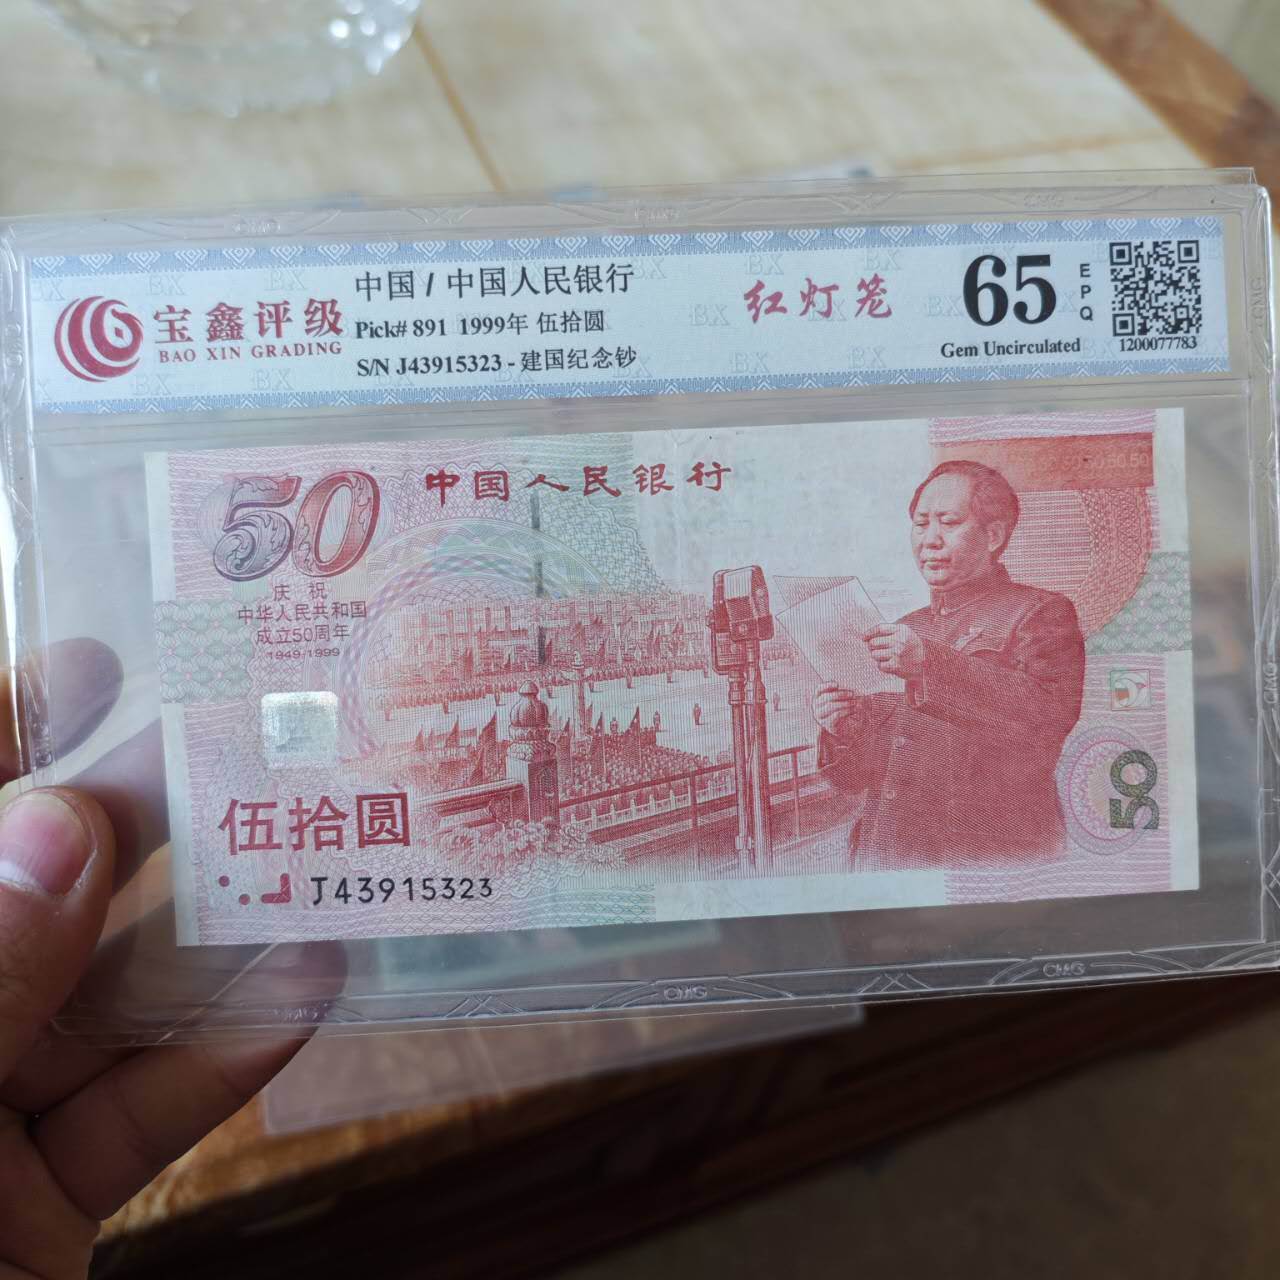 宝鑫评级
BAO XIN GRADING
中国 / 中国人民银行
Pick# 891 1999年 伍拾圆
S/N J43915323 - 建国纪念钞
红灯笼
65
EPQ
Gem Uncirculated
1200077783
50
中国人民银行
庆祝
中华人民共和国
成立50周年
1949-1999
伍拾圆
J43915323
50
CMG
CMG